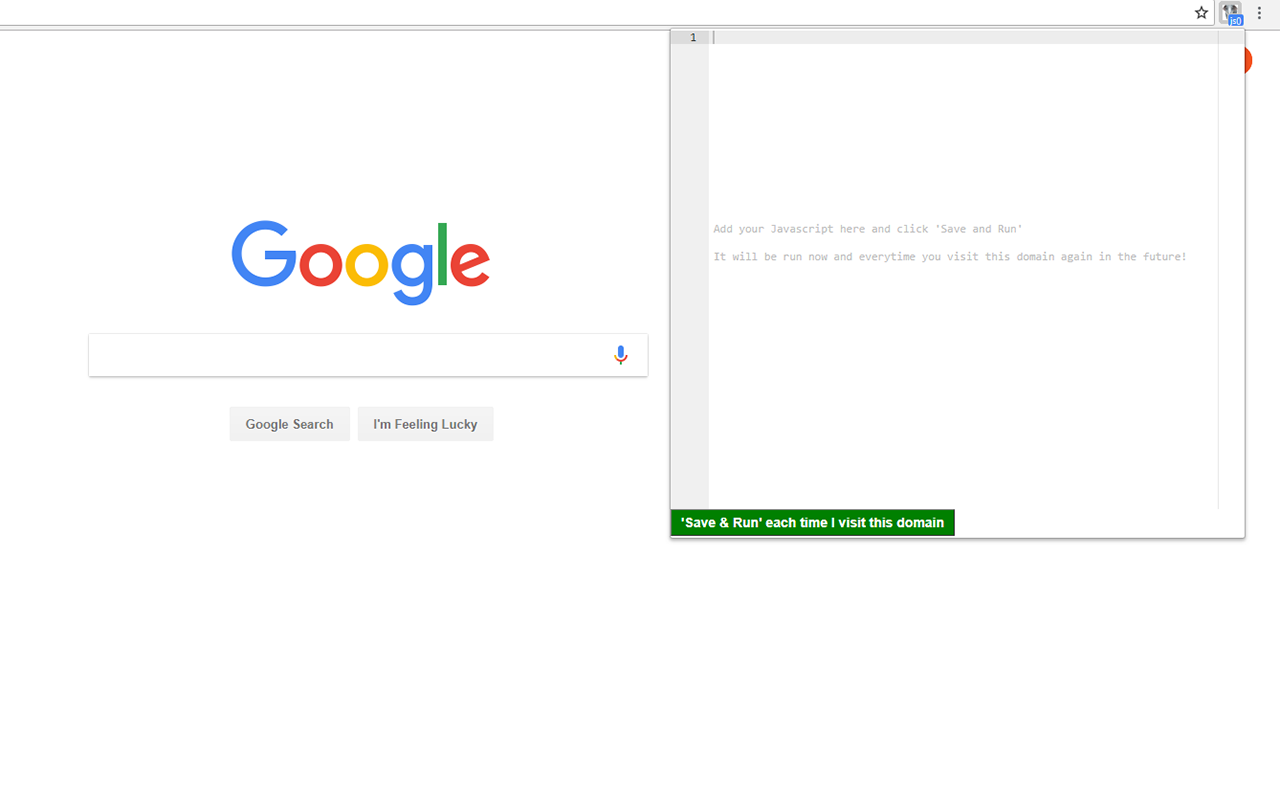 js()
1
Add your Javascript here and click 'Save and Run'
It will be run now and everytime you visit this domain again in the future!
Google
Google Search
I'm Feeling Lucky
'Save & Run' each time I visit this domain